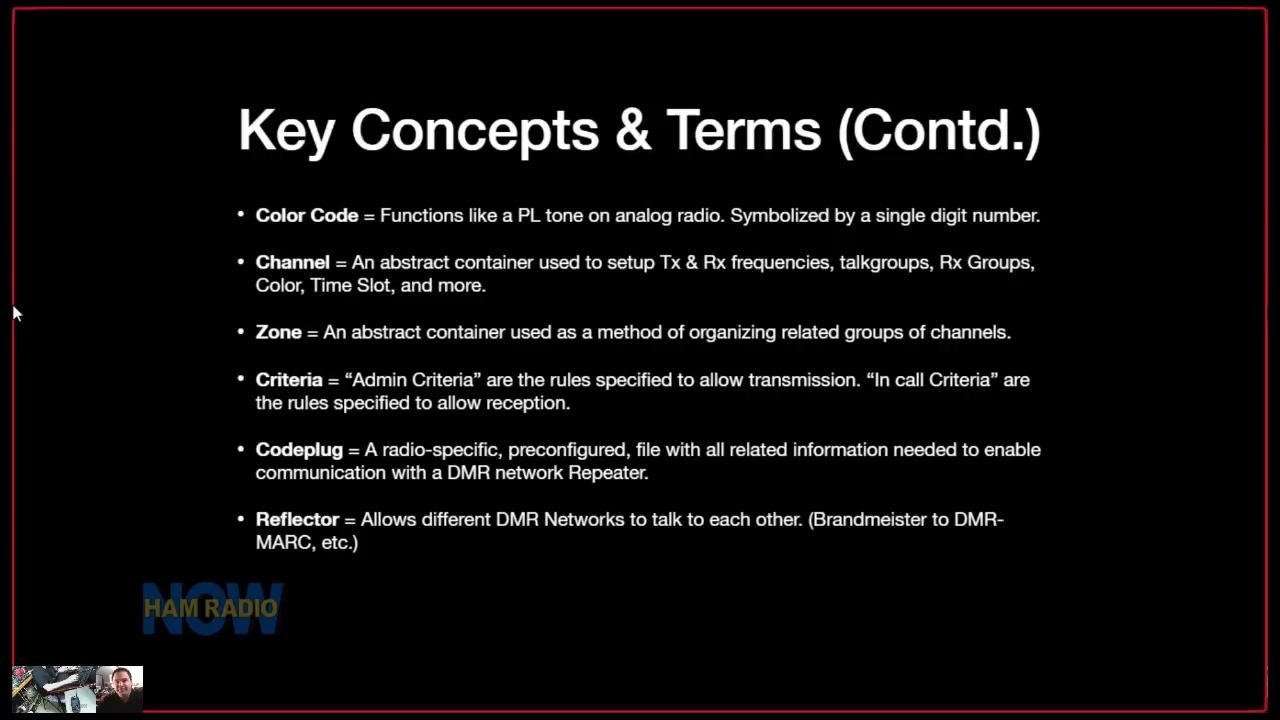 Key Concepts & Terms (Contd.)
• Color Code = Functions like a PL tone on analog radio. Symbolized by a single digit number.
• Channel = An abstract container used to setup Tx & Rx frequencies, talkgroups, Rx Groups,
Color, Time Slot, and more.
• Zone = An abstract container used as a method of organizing related groups of channels.
• Criteria = “Admin Criteria” are the rules specified to allow transmission. “In call Criteria” are
the rules specified to allow reception.
• Codeplug = A radio-specific, preconfigured, file with all related information needed to enable
communication with a DMR network Repeater.
• Reflector = Allows different DMR Networks to talk to each other. (Brandmeister to DMR-
MARC, etc.)
NOW
HAM RADIO